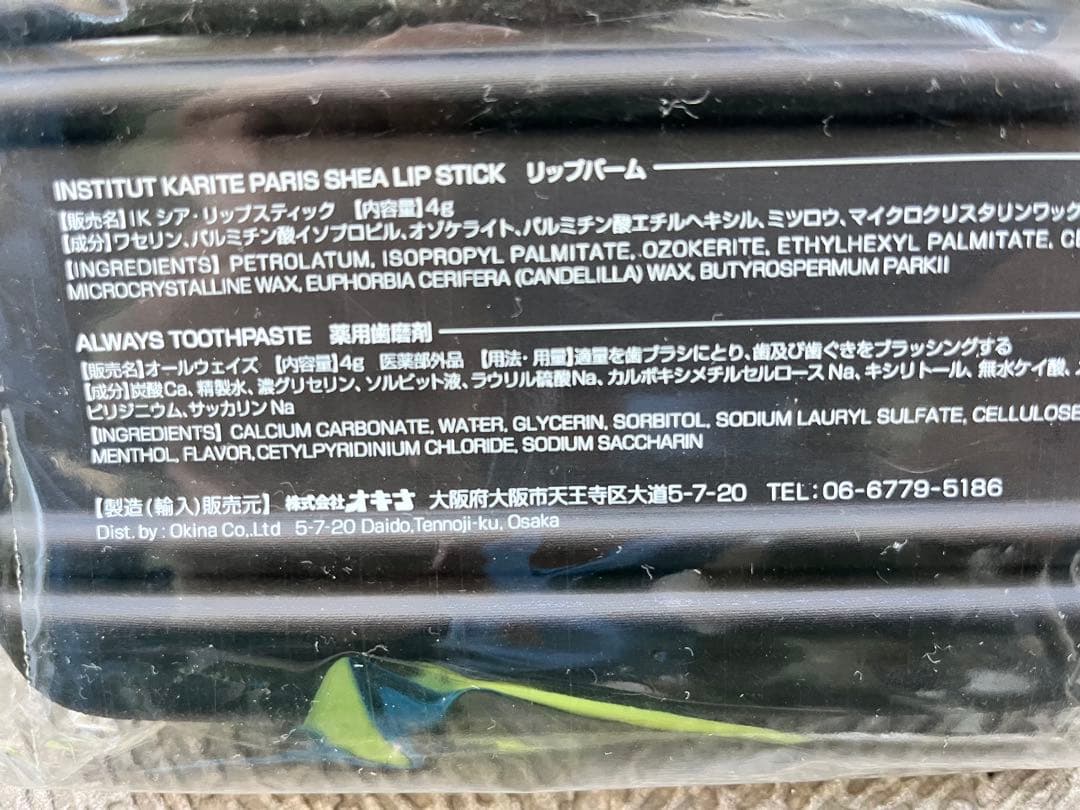 INSTITUT KARITE PARIS SHEA LIP STICK リップバーム
【販売名】IK シア・リップスティック 【内容量】4g
【成分】ワセリン、パルミチン酸イソプロピル、オゾケライト、パルミチン酸エチルヘキシル、ミツロウ、マイクロクリスタリンワック
【INGREDIENTS】 PETROLATUM, ISOPROPYL PALMITATE, OZOKERITE, ETHYLHEXYL PALMITATE,
MICROCRYSTALLINE WAX, EUPHORBIA CERIFERA (CANDELILLA) WAX, BUTYROSPERMUM PARKII
ALWAYS TOOTHPASTE 薬用歯磨剤
【販売名】オールウェイズ 【内容量】4g 医薬部外品 【用法・用量】適量を歯ブラシにとり、歯及び歯ぐきをブラッシングする
【成分】炭酸Ca、精製水、濃グリセリン、ソルビット液、ラウリル硫酸Na、カルボキシメチルセルロースNa、キシリトール、無水ケイ酸、
ピリジニウム、サッカリンNa
【INGREDIENTS】 CALCIUM CARBONATE, WATER, GLYCERIN, SORBITOL, SODIUM LAURYL SULFATE, CELLULOSE
MENTHOL, FLAVOR, CETYLPYRIDINIUM CHLORIDE, SODIUM SACCHARIN
【製造(輸入)販売元】 株式会社オキナ 大阪府大阪市天王寺区大道5-7-20 TEL:06-6779-5186
Dist. by : Okina Co,.Ltd 5-7-20 Daido,Tennoji-ku, Osaka